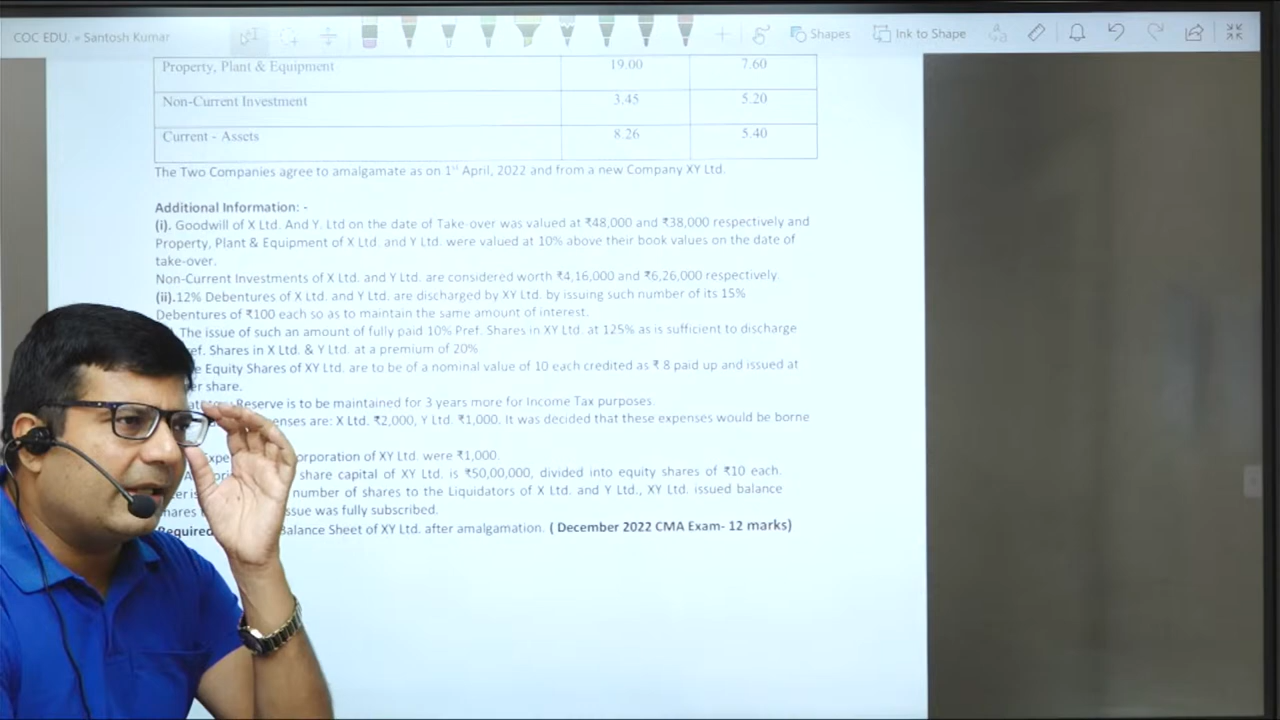 COC EDU. » Santosh Kumar
Shapes
Ink to Shape
Property, Plant & Equipment 19.00 7.60
Non-Current Investment 3.45 5.20
Current - Assets 8.26 5.40
The Two Companies agree to amalgamate as on 1st April, 2022 and from a new Company XY Ltd.
Additional Information: -
(i). Goodwill of X Ltd. And Y. Ltd on the date of Take-over was valued at ₹48,000 and ₹38,000 respectively and
Property, Plant & Equipment of X Ltd. and Y Ltd. were valued at 10% above their book values on the date of
take-over.
Non-Current Investments of X Ltd. and Y Ltd. are considered worth ₹4,16,000 and ₹6,26,000 respectively.
(ii).12% Debentures of X Ltd. and Y Ltd. are discharged by XY Ltd. by issuing such number of its 15%
Debentures of ₹100 each so as to maintain the same amount of interest.
The issue of such an amount of fully paid 10% Pref. Shares in XY Ltd. at 125% as is sufficient to discharge
ef. Shares in X Ltd. & Y Ltd. at a premium of 20%
e Equity Shares of XY Ltd. are to be of a nominal value of 10 each credited as ₹ 8 paid up and issued at
er share.
Reserve is to be maintained for 3 years more for Income Tax purposes.
enses are: X Ltd. ₹2,000, Y Ltd. ₹1,000. It was decided that these expenses would be borne
Expe orporation of XY Ltd. were ₹1,000.
share capital of XY Ltd. is ₹50,00,000, divided into equity shares of ₹10 each.
number of shares to the Liquidators of X Ltd. and Y Ltd., XY Ltd. issued balance
hares issue was fully subscribed.
Required Balance Sheet of XY Ltd. after amalgamation. ( December 2022 CMA Exam- 12 marks)